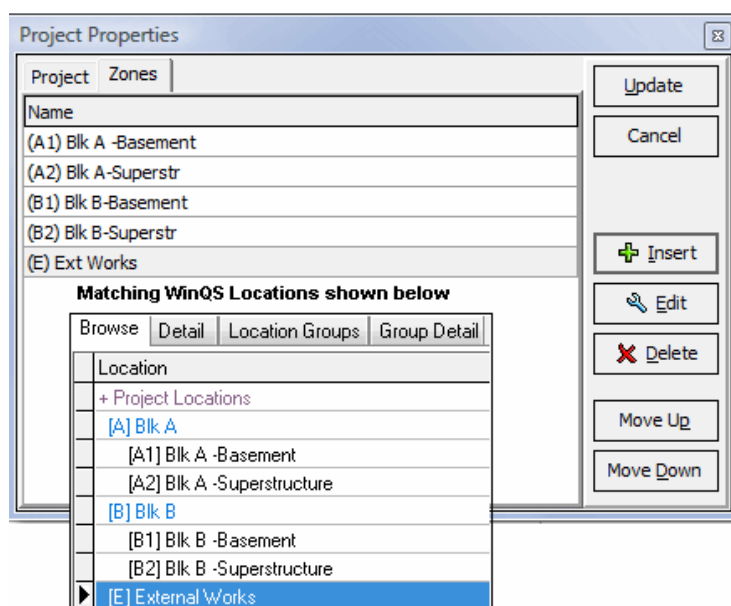 Project Properties
Project Zones
Update
Name
Cancel
(A1) Blk A -Basement
(A2) Blk A-Superstr
(B1) Blk B-Basement
(B2) Blk B-Superstr
(E) Ext Works
Insert
Matching WinQS Locations shown below
Edit
Browse Detail Location Groups Group Detail
Delete
Location
+ Project Locations
[A] Blk A
Move Up
[A1] Blk A -Basement
Move Down
[A2] Blk A -Superstructure
[B] Blk B
[B1] Blk B -Basement
[B2] Blk B -Superstructure
[E] External Works